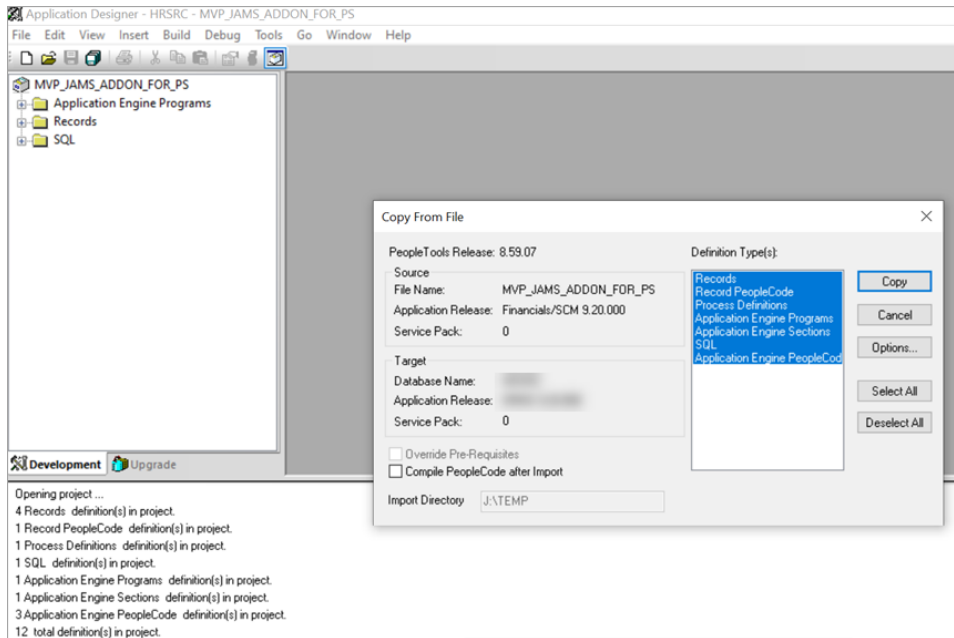 Application Designer - HRSRC - MVP_JAMS_ADDON_FOR_PS
File Edit View Insert Build Debug Tools Go Window Help
MVP_JAMS_ADDON_FOR_PS
Application Engine Programs
Records
SQL
Development Upgrade
Copy From File
PeopleTools Release: 8.59.07
Source
File Name: MVP_JAMS_ADDON_FOR_PS
Application Release: Financials/SCM 9.20.000
Service Pack: 0
Target
Database Name:
Application Release:
Service Pack: 0
Override Pre-Requisites
Compile PeopleCode after Import
Import Directory J:\TEMP
Definition Type(s):
Records
Record PeopleCode
Process Definitions
Application Engine Programs
Application Engine Sections
SQL
Application Engine PeopleCod
Copy
Cancel
Options...
Select All
Deselect All
Opening project ...
4 Records definition(s) in project.
1 Record PeopleCode definition(s) in project.
1 Process Definitions definition(s) in project.
1 SQL definition(s) in project.
1 Application Engine Programs definition(s) in project.
1 Application Engine Sections definition(s) in project.
3 Application Engine PeopleCode definition(s) in project.
12 total definition(s) in project.